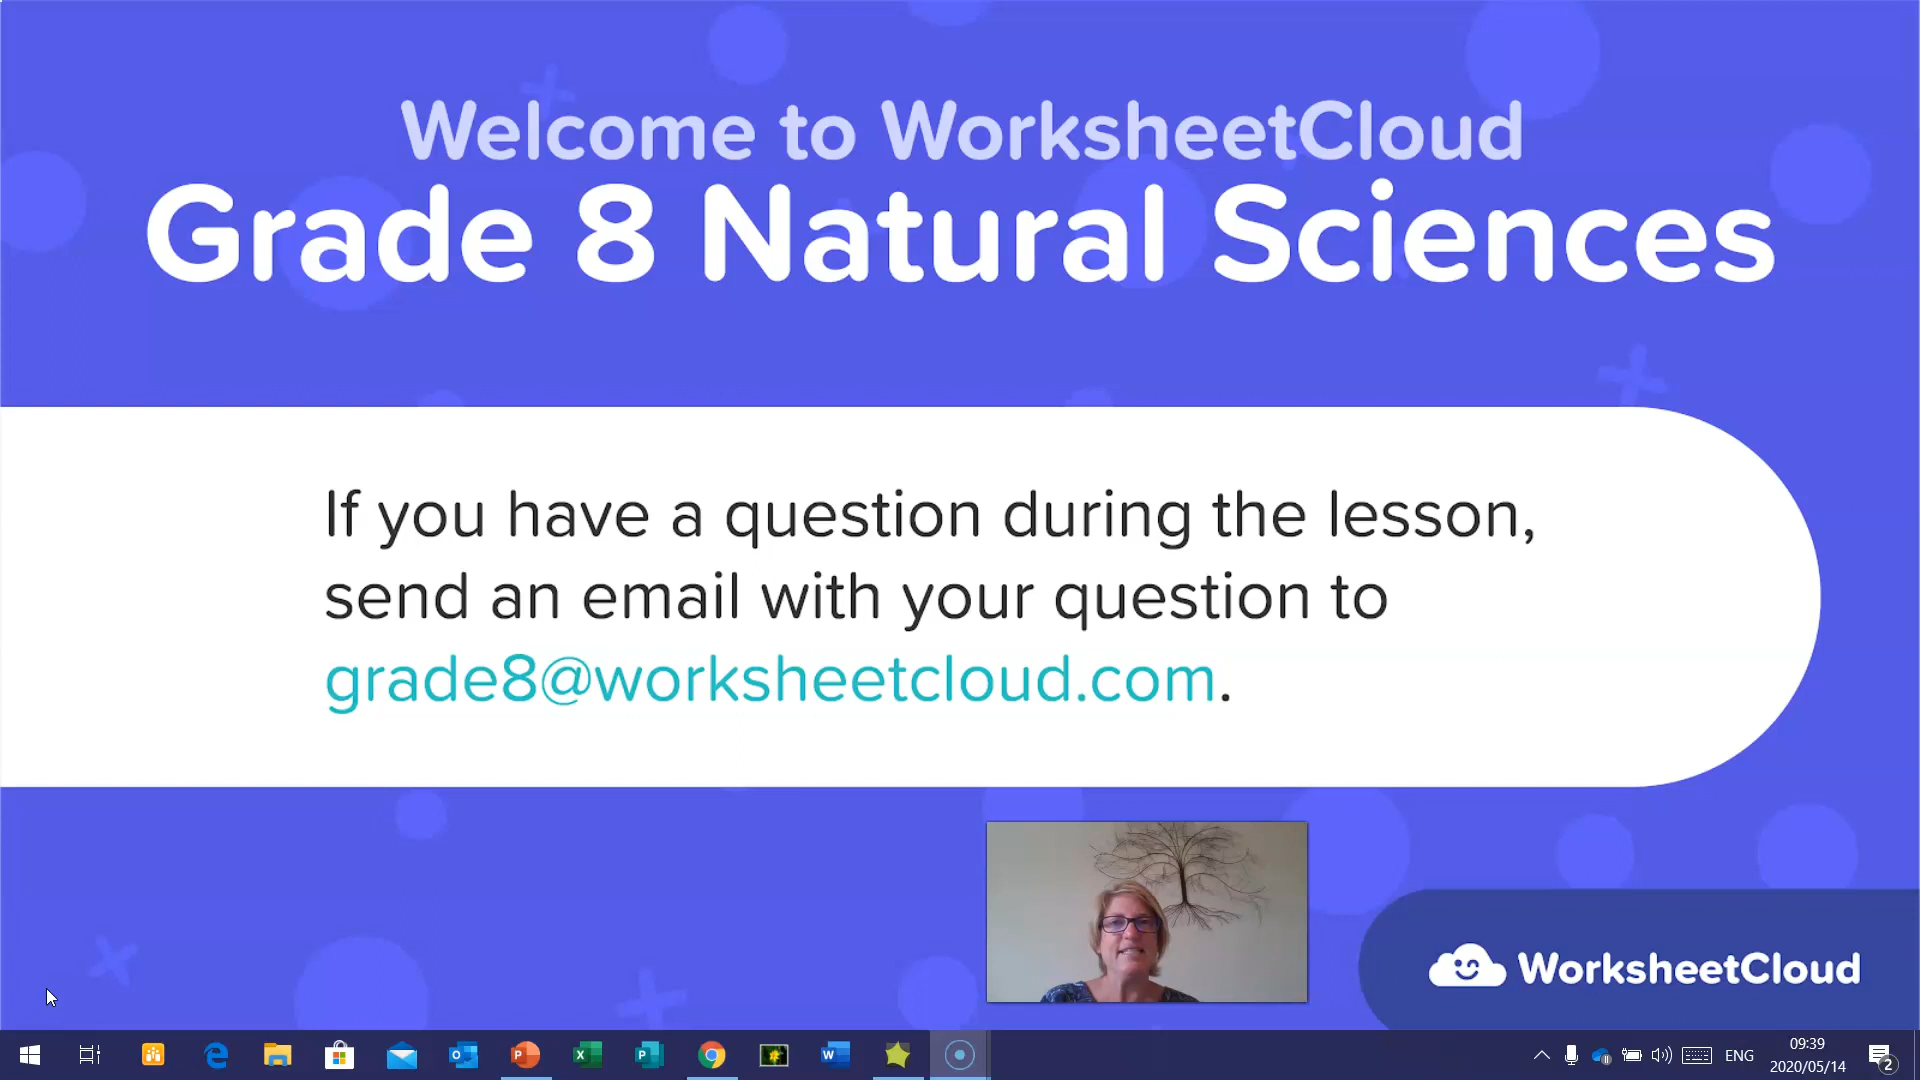 Welcome to WorksheetCloud
Grade 8 Natural Sciences
If you have a question during the lesson,
send an email with your question to
grade8@worksheetcloud.com.
WorksheetCloud
ENG
09:39
2020/05/14
2